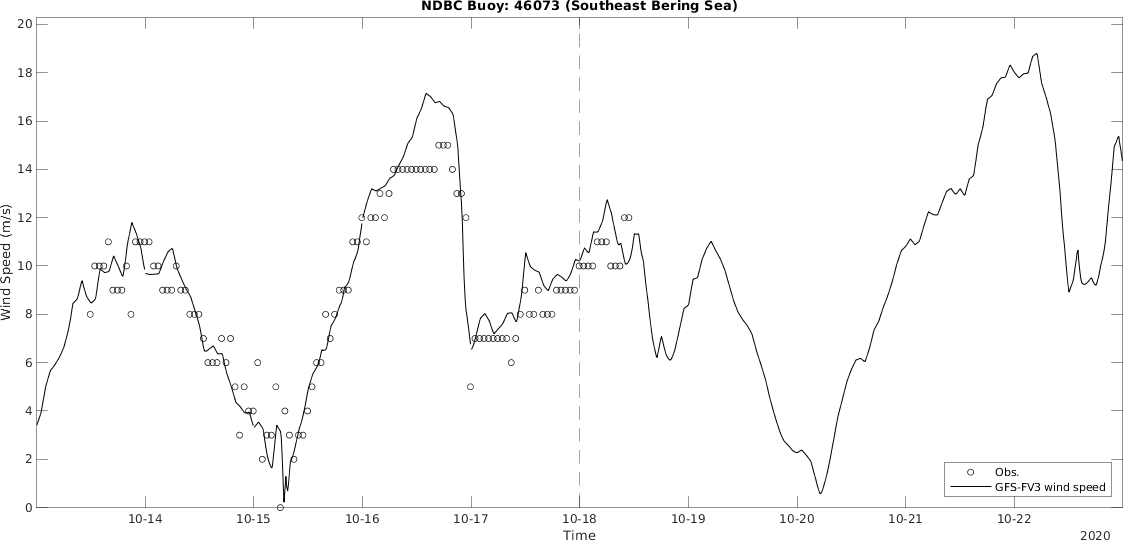 NDBC Buoy: 46073 (Southeast Bering Sea)
Wind Speed (m/s)
20
18
16
14
12
10
8
6
4
2
0
Obs.
GFS-FV3 wind speed
10-14 10-15 10-16 10-17 10-18 10-19 10-20 10-21 10-22
Time
2020